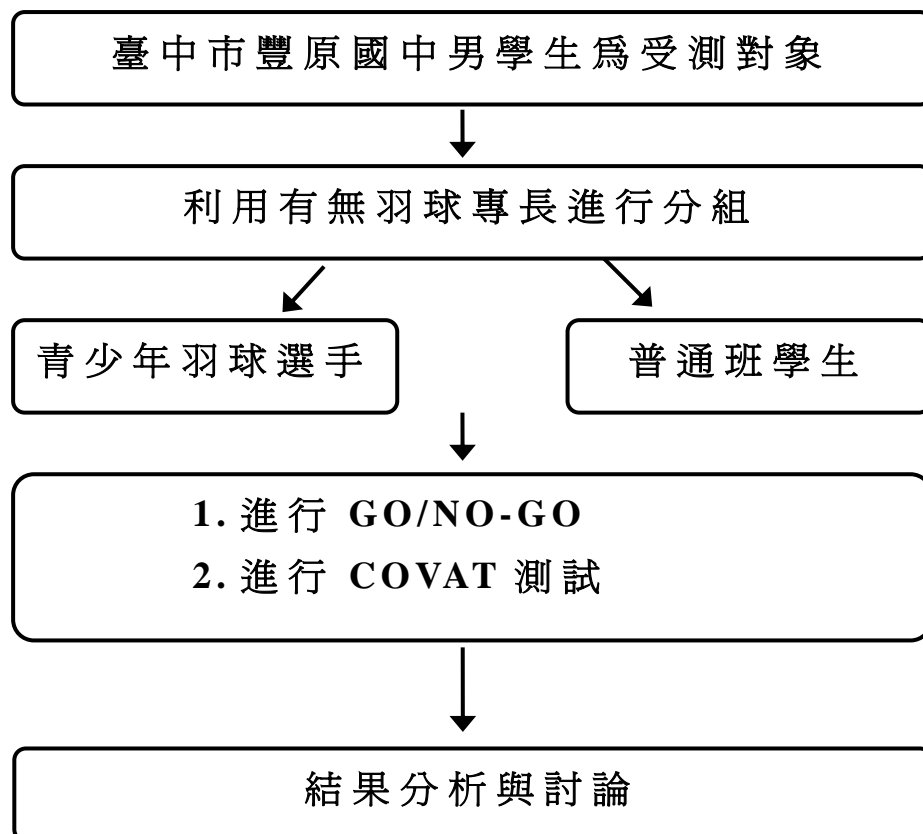 臺中市豐原國中男學生為受測對象
利用有無羽球專長進行分組
青少年羽球選手
普通班學生
1. 進行 GO/NO-GO
2. 進行 COVAT 測試
結果分析與討論